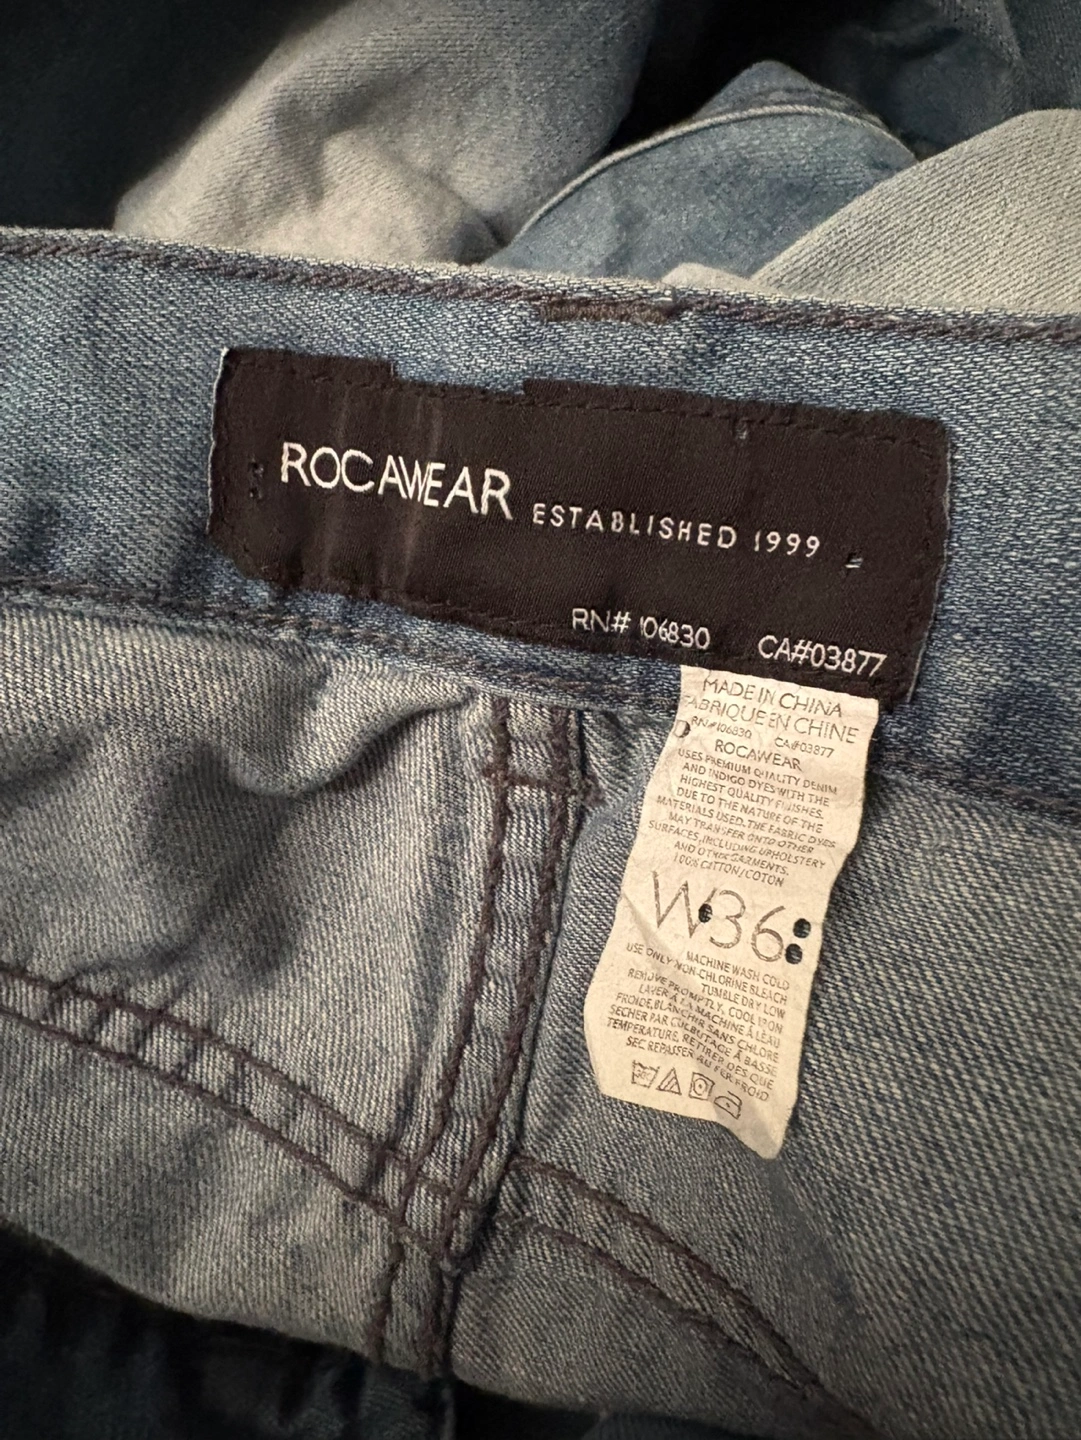 ROCAWEAR ESTABLISHED 1999
RN# 106830 CA#03877
MADE IN CHINA
FABRIQUE EN CHINE
RN#106830 CA#03877
ROCAWEAR
USES PREMIUM QUALITY DENIM
AND INDIGO DYES WITH THE
HIGHEST QUALITY FINISHES.
DUE TO THE NATURE OF THE
MATERIALS USED, THE FABRIC DYES
MAY TRANSFER ONTO OTHER
SURFACES, INCLUDING UPHOLSTERY
AND OTHER GARMENTS.
100% COTTON/COTON
W36
MACHINE WASH COLD
USE ONLY NON-CHLORINE BLEACH
TUMBLE DRY LOW
REMOVE PROMPTLY, COOL IRON
LAVER À LA MACHINE À L'EAU
FROIDE, BLANCHIR SANS CHLORE
SECHER PAR CULBUTAGE À BASSE
TEMPERATURE, RETIRER DES QUE
SEC, REPASSER AU FER FROID